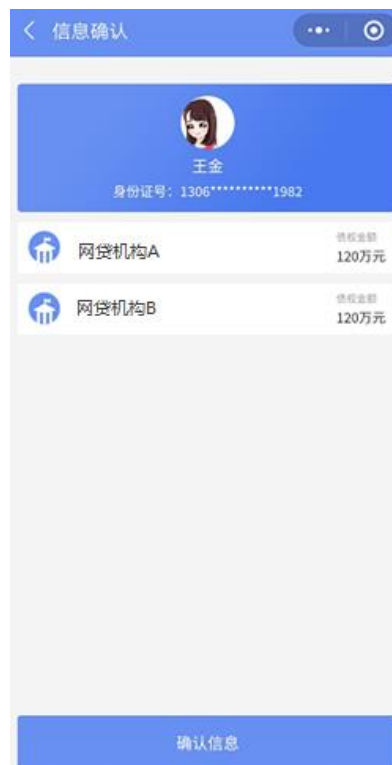 信息确认
王金
身份证号：1306**********1982
网贷机构A
债权金额
120万元
网贷机构B
债权金额
120万元
确认信息